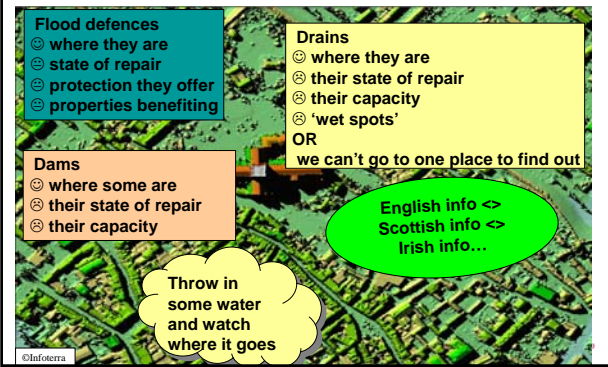 Flood defences
☺ where they are
😐 state of repair
😐 protection they offer
😐 properties benefiting
Drains
☺ where they are
☹ their state of repair
☹ their capacity
☹ ‘wet spots’
OR
we can’t go to one place to find out
Dams
☺ where some are
☹ their state of repair
☹ their capacity
English info <>
Scottish info <>
Irish info…
Throw in
some water
and watch
where it goes
©Infoterra